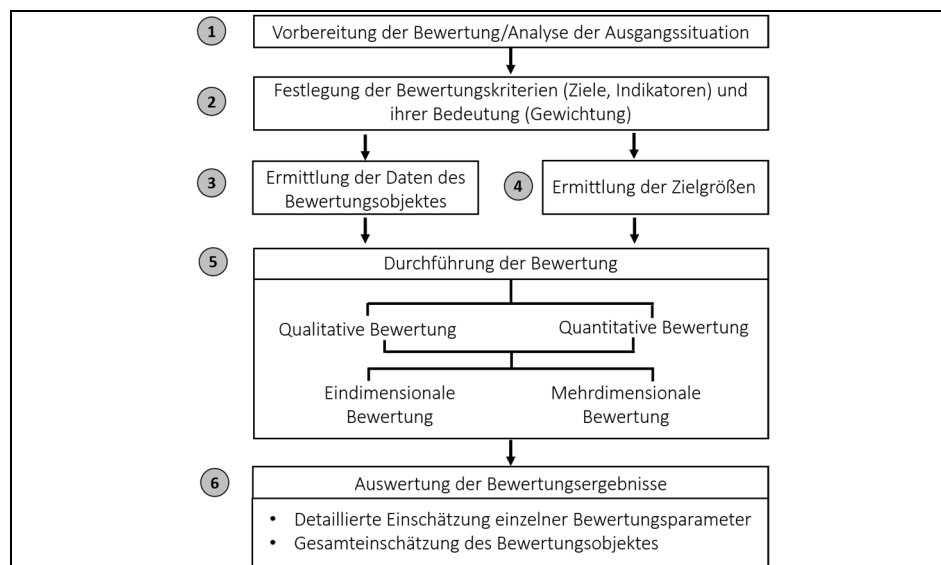 1 Vorbereitung der Bewertung/Analyse der Ausgangssituation
2 Festlegung der Bewertungskriterien (Ziele, Indikatoren) und
ihrer Bedeutung (Gewichtung)
3 Ermittlung der Daten des
Bewertungsobjektes
4 Ermittlung der Zielgrößen
5 Durchführung der Bewertung
Qualitative Bewertung
Quantitative Bewertung
Eindimensionale
Bewertung
Mehrdimensionale
Bewertung
6 Auswertung der Bewertungsergebnisse
• Detaillierte Einschätzung einzelner Bewertungsparameter
• Gesamteinschätzung des Bewertungsobjektes